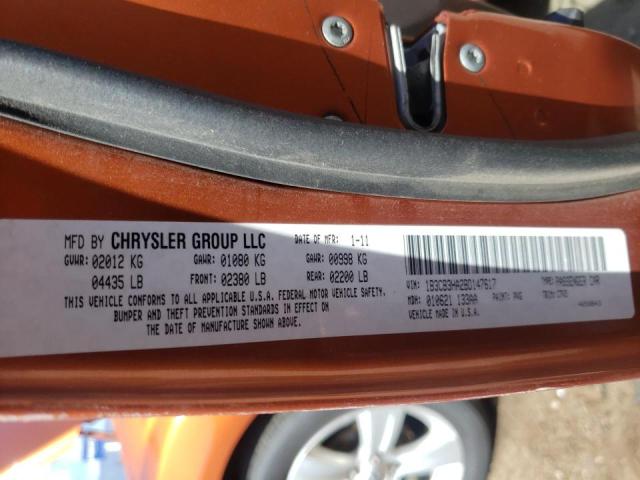 MFD BY CHRYSLER GROUP LLC DATE OF MFR: 1-11
GVWR: 02012 KG GAWR: 01080 KG GAWR: 00998 KG
04435 LB FRONT: 02380 LB REAR: 02200 LB
THIS VEHICLE CONFORMS TO ALL APPLICABLE U.S.A. FEDERAL MOTOR VEHICLE SAFETY,
BUMPER AND THEFT PREVENTION STANDARDS IN EFFECT ON
THE DATE OF MANUFACTURE SHOWN ABOVE.
VIN: 1B3CB3HA2BD147617 TYPE: PASSENGER CAR
MDH: 010621 133AA PAINT: TRIM:
VEHICLE MADE IN U.S.A.